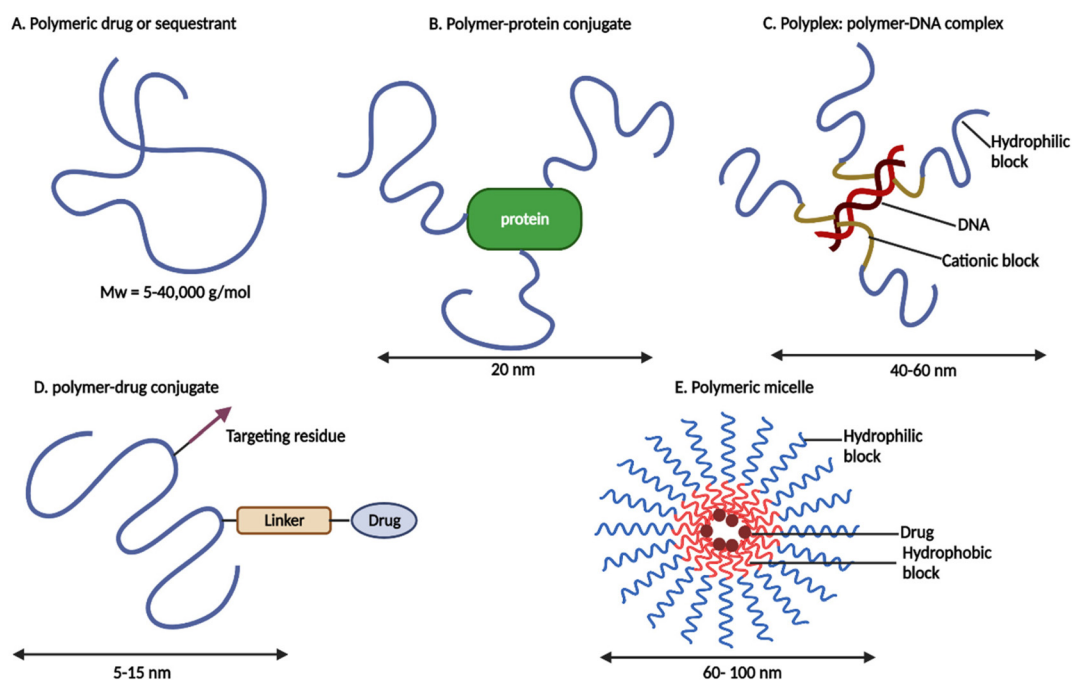 A. Polymeric drug or sequestrant
Mw = 5-40,000 g/mol
B. Polymer-protein conjugate
protein
20 nm
C. Polyplex: polymer-DNA complex
Hydrophilic
block
DNA
Cationic block
40-60 nm
D. polymer-drug conjugate
Targeting residue
Linker
Drug
5-15 nm
E. Polymeric micelle
Hydrophilic
block
Drug
Hydrophobic
block
60- 100 nm